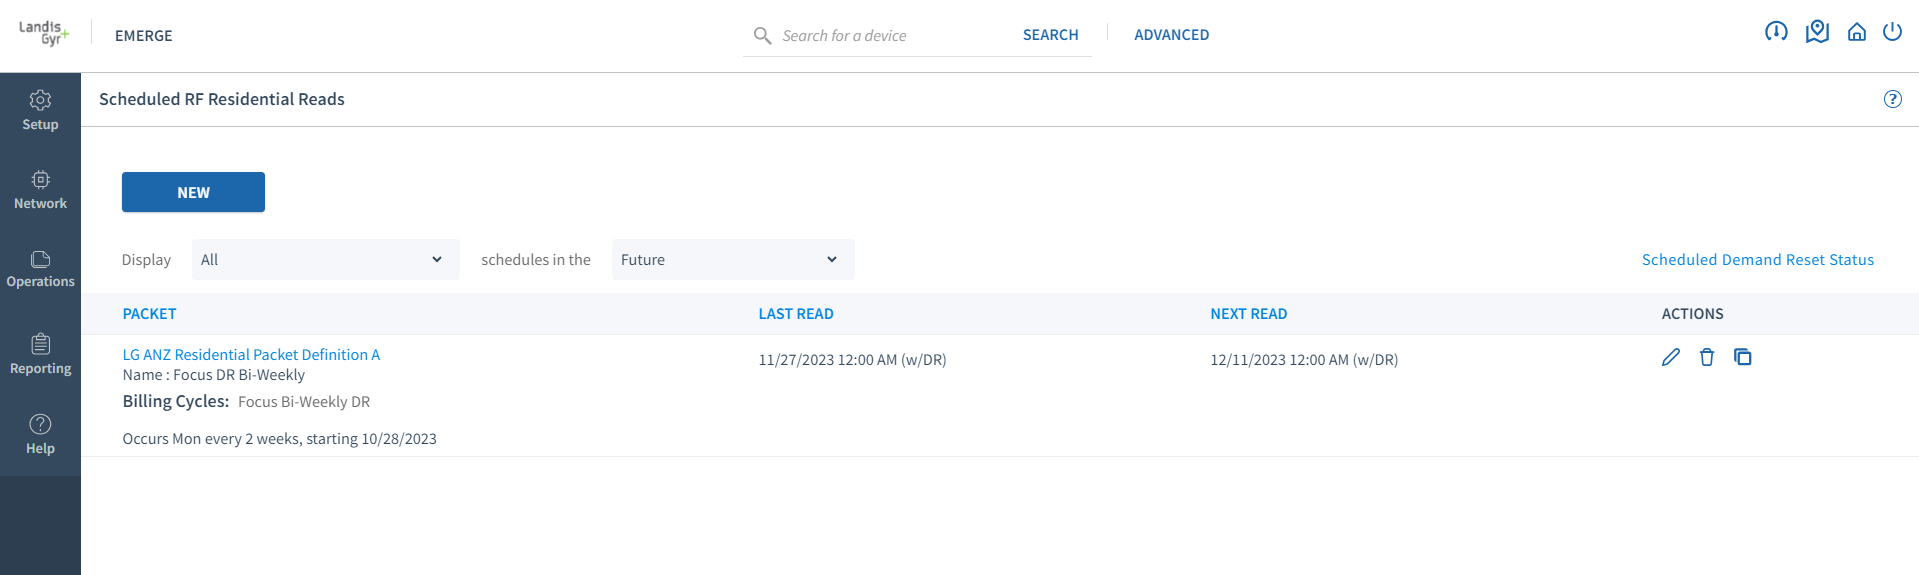 Landis
Gyr+
EMERGE
Search for a device
SEARCH
ADVANCED
Setup
Network
Operations
Reporting
Help
Scheduled RF Residential Reads
?
NEW
Display All schedules in the Future
Scheduled Demand Reset Status
PACKET LAST READ NEXT READ ACTIONS
LG ANZ Residential Packet Definition A
Name : Focus DR Bi-Weekly
11/27/2023 12:00 AM (w/DR)
12/11/2023 12:00 AM (w/DR)
Billing Cycles: Focus Bi-Weekly DR
Occurs Mon every 2 weeks, starting 10/28/2023